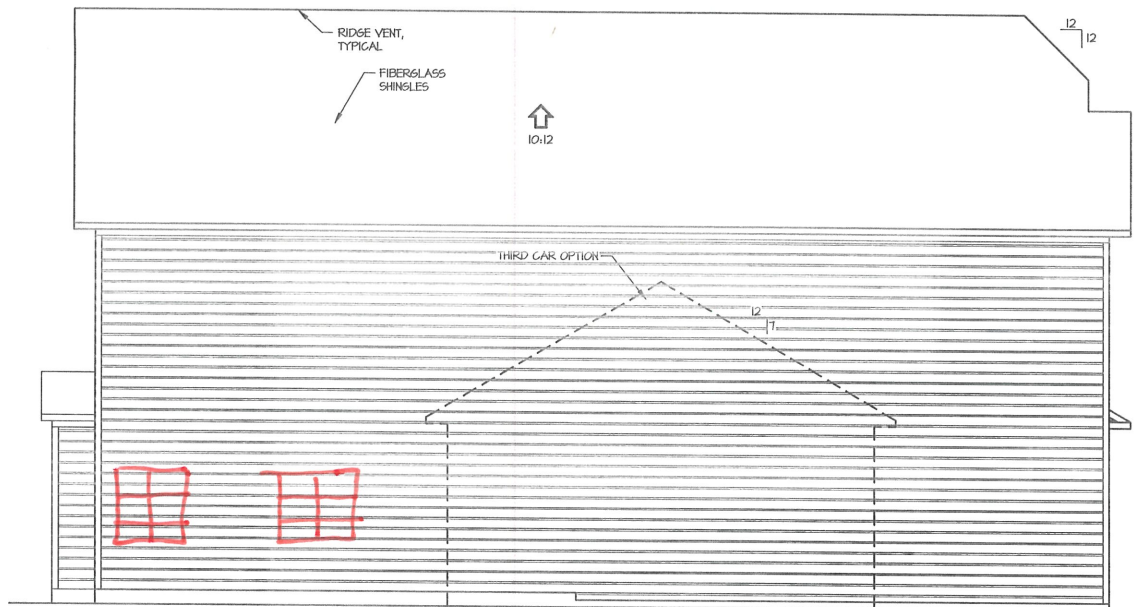 RIDGE VENT,
TYPICAL
12
12
FIBERGLASS
SHINGLES
10:12
THIRD CAR OPTION
12
7